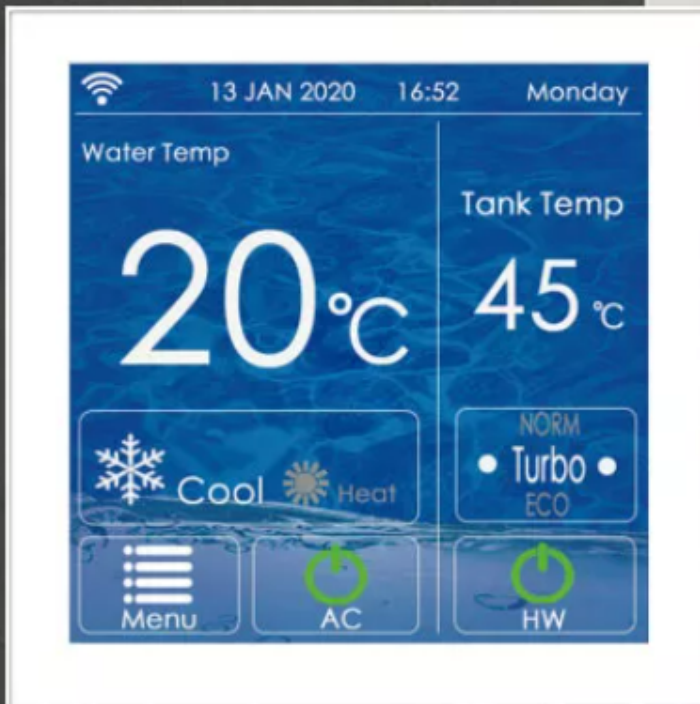 13 JAN 2020 16:52 Monday
Water Temp
20°C
Tank Temp
45°C
Cool Heat
NORM
• Turbo •
ECO
Menu
AC
HW